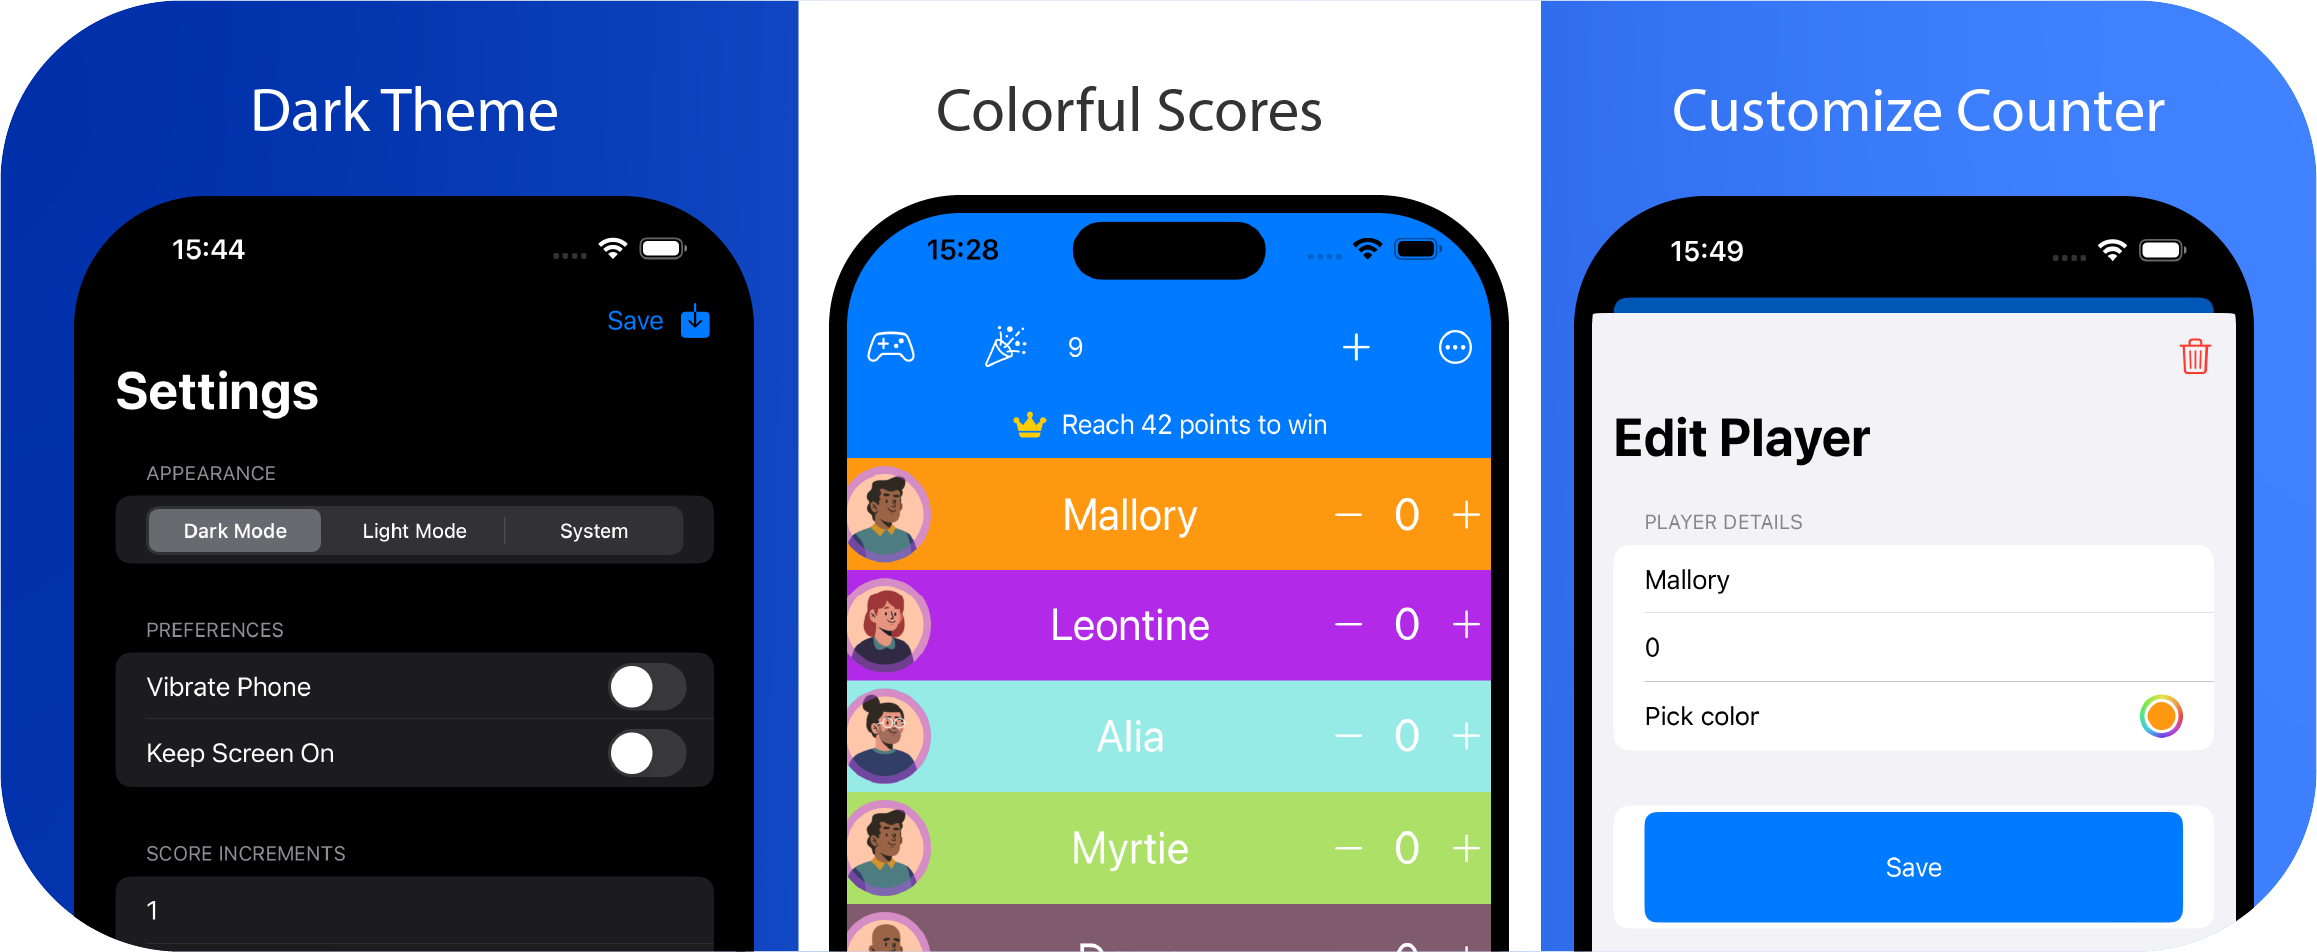 Dark Theme
15:44
Save
Settings
APPEARANCE
Dark Mode Light Mode System
PREFERENCES
Vibrate Phone
Keep Screen On
SCORE INCREMENTS
1
Colorful Scores
15:28
9
Reach 42 points to win
Mallory 0
Leontine 0
Alia 0
Myrtie 0
Customize Counter
15:49
Edit Player
PLAYER DETAILS
Mallory
0
Pick color
Save